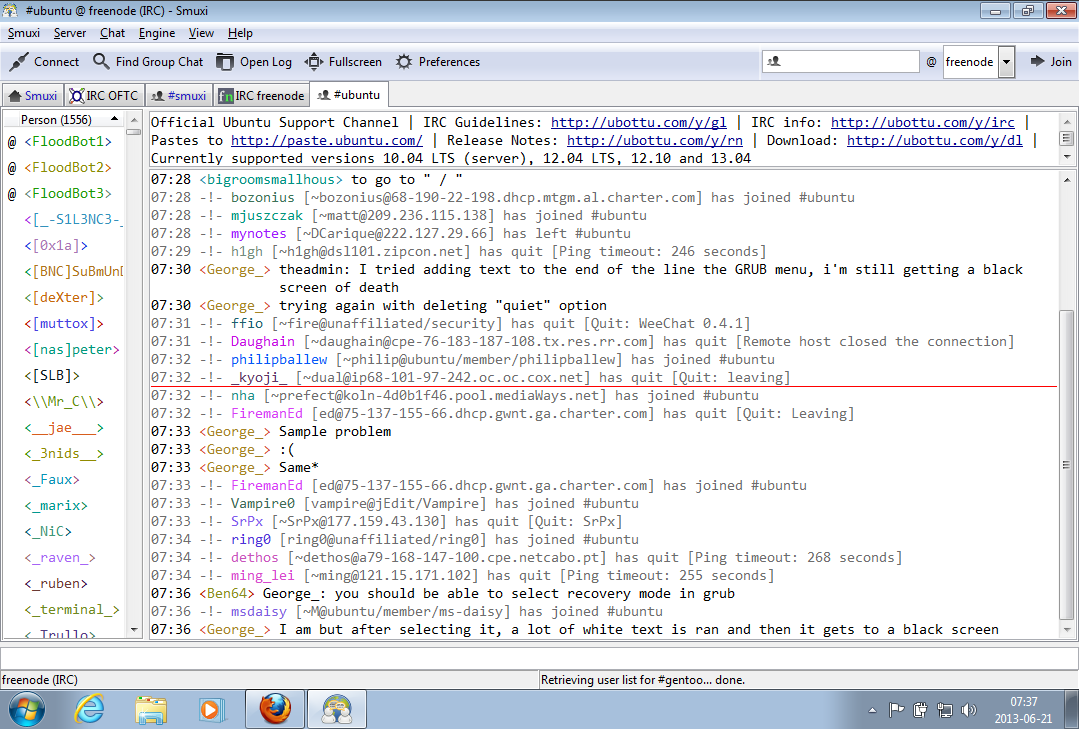 #ubuntu @ freenode (IRC) - Smuxi
Smuxi Server Chat Engine View Help
Connect Find Group Chat Open Log Fullscreen Preferences @ freenode Join
Smuxi IRC OFTC #smuxi fn IRC freenode #ubuntu
Person (1556)
@ <FloodBot1>
@ <FloodBot2>
@ <FloodBot3>
<[_-S1L3NC3-_
<[0x1a]>
<[BNC]SuBmUnD
<[deXter]>
<[muttox]>
<[nas]peter>
<[SLB]>
<\\Mr_C\\>
<__jae___>
<_3nids__>
<_Faux>
<_marix>
<_NiC>
<_raven_>
<_ruben>
<_terminal_>
<_Trullo>
Official Ubuntu Support Channel | IRC Guidelines: http://ubottu.com/y/gl | IRC info: http://ubottu.com/y/irc |
Pastes to http://paste.ubuntu.com/ | Release Notes: http://ubottu.com/y/rn | Download: http://ubottu.com/y/dl |
Currently supported versions 10.04 LTS (server), 12.04 LTS, 12.10 and 13.04
07:28 <bigroomsmallhous> to go to " / "
07:28 -!- bozonius [~bozonius@68-190-22-198.dhcp.mtgm.al.charter.com] has joined #ubuntu
07:28 -!- mjuszczak [~matt@209.236.115.138] has joined #ubuntu
07:28 -!- mynotes [~DCarique@222.127.29.66] has left #ubuntu
07:29 -!- h1gh [~h1gh@dsl101.zipcon.net] has quit [Ping timeout: 246 seconds]
07:30 <George_> theadmin: I tried adding text to the end of the line the GRUB menu, i'm still getting a black
screen of death
07:30 <George_> trying again with deleting "quiet" option
07:31 -!- ffio [~fire@unaffiliated/security] has quit [Quit: WeeChat 0.4.1]
07:31 -!- Daughain [~daughain@cpe-76-183-187-108.tx.res.rr.com] has quit [Remote host closed the connection]
07:32 -!- philipballew [~philip@ubuntu/member/philipballew] has joined #ubuntu
07:32 -!- _kyoji_ [~dual@ip68-101-97-242.oc.oc.cox.net] has quit [Quit: leaving]
07:32 -!- nha [~prefect@koln-4d0b1f46.pool.mediaWays.net] has joined #ubuntu
07:32 -!- FiremanEd [ed@75-137-155-66.dhcp.gwnt.ga.charter.com] has quit [Quit: Leaving]
07:33 <George_> Sample problem
07:33 <George_> :(
07:33 <George_> Same*
07:33 -!- FiremanEd [ed@75-137-155-66.dhcp.gwnt.ga.charter.com] has joined #ubuntu
07:33 -!- Vampire0 [vampire@jEdit/Vampire] has joined #ubuntu
07:33 -!- SrPx [~SrPx@177.159.43.130] has quit [Quit: SrPx]
07:34 -!- ring0 [ring0@unaffiliated/ring0] has joined #ubuntu
07:34 -!- dethos [~dethos@a79-168-147-100.cpe.netcabo.pt] has quit [Ping timeout: 268 seconds]
07:34 -!- ming_lei [~ming@121.15.171.102] has quit [Ping timeout: 255 seconds]
07:36 <Ben64> George_: you should be able to select recovery mode in grub
07:36 -!- msdaisy [~M@ubuntu/member/ms-daisy] has joined #ubuntu
07:36 <George_> I am but after selecting it, a lot of white text is ran and then it gets to a black screen
freenode (IRC)
Retrieving user list for #gentoo... done.
07:37
2013-06-21